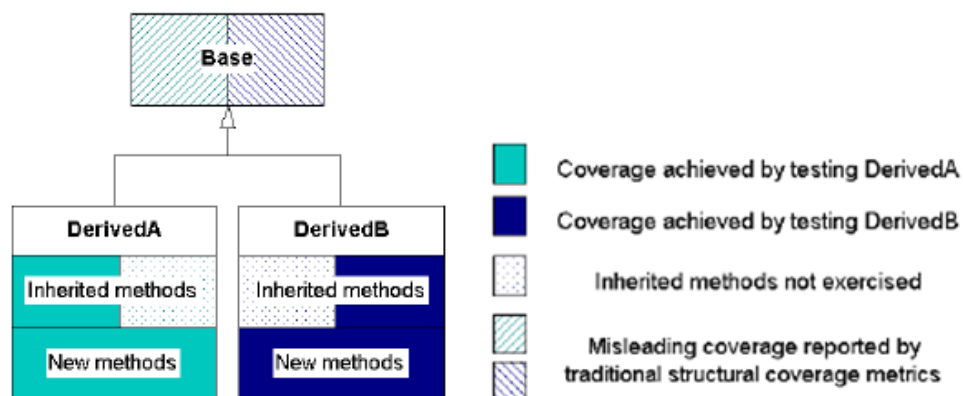 Base
DerivedA
DerivedB
Inherited methods
Inherited methods
New methods
New methods
Coverage achieved by testing DerivedA
Coverage achieved by testing DerivedB
Inherited methods not exercised
Misleading coverage reported by
traditional structural coverage metrics